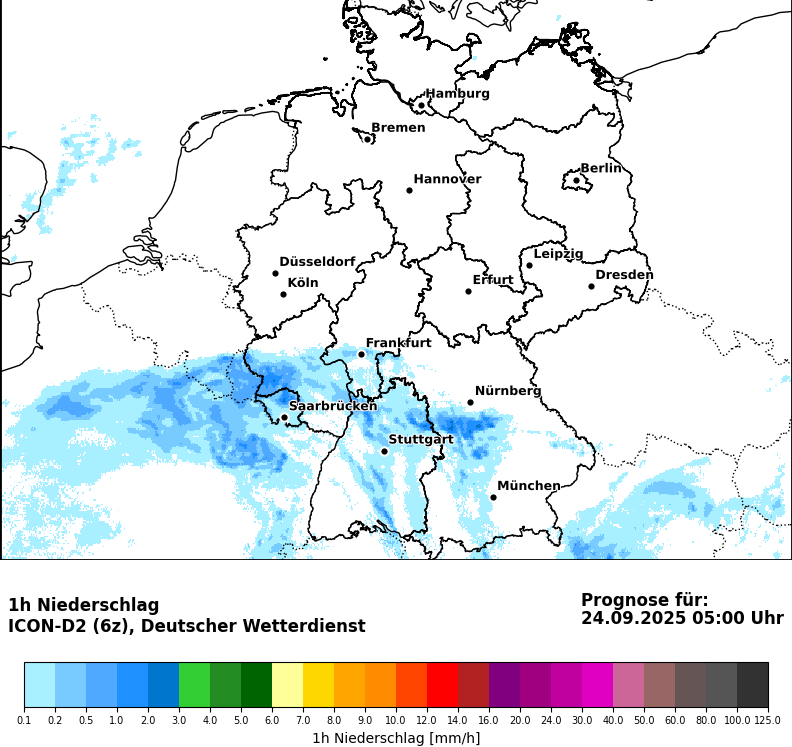 Hamburg
Bremen
Berlin
Hannover
Düsseldorf
Leipzig
Köln
Erfurt
Dresden
Frankfurt
Nürnberg
Saarbrücken
Stuttgart
München
1h Niederschlag
ICON-D2 (6z), Deutscher Wetterdienst
Prognose für:
24.09.2025 05:00 Uhr
0.1 0.2 0.5 1.0 2.0 3.0 4.0 5.0 6.0 7.0 8.0 9.0 10.0 12.0 14.0 16.0 20.0 24.0 30.0 40.0 50.0 60.0 80.0 100.0 125.0
1h Niederschlag [mm/h]